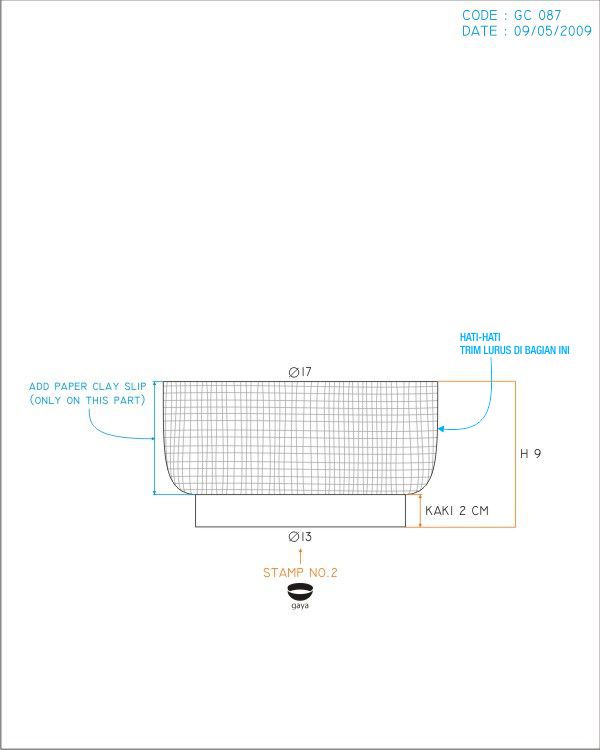 CODE : GC 087
DATE : 09/05/2009
HATI-HATI
TRIM LURUS DI BAGIAN INI
∅17
ADD PAPER CLAY SLIP
(ONLY ON THIS PART)
H 9
KAKI 2 CM
∅13
STAMP NO.2
gaya